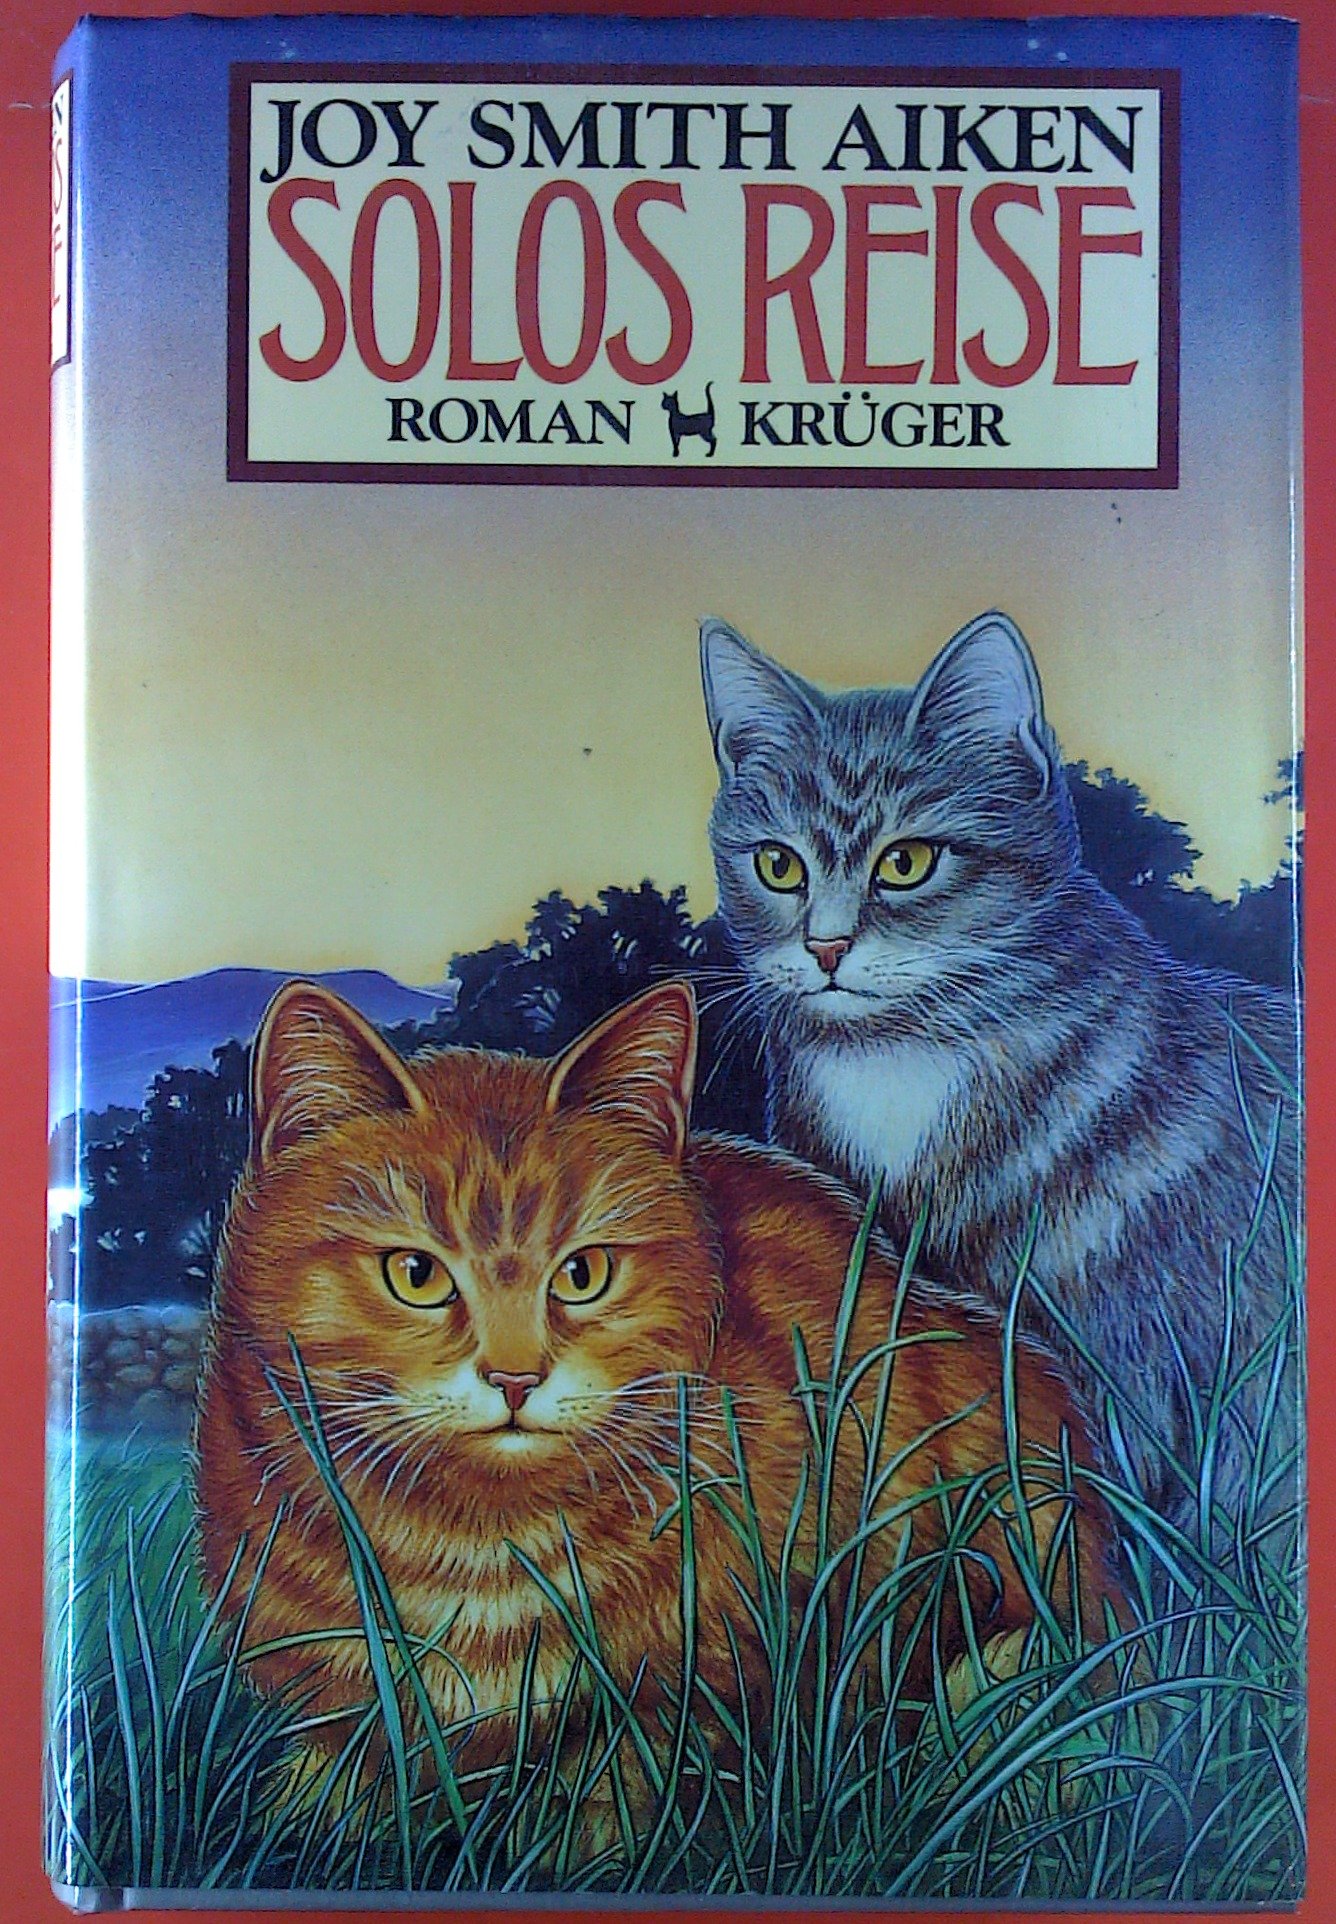 JOY SMITH AIKEN
SOLOS REISE
ROMAN KRÜGER